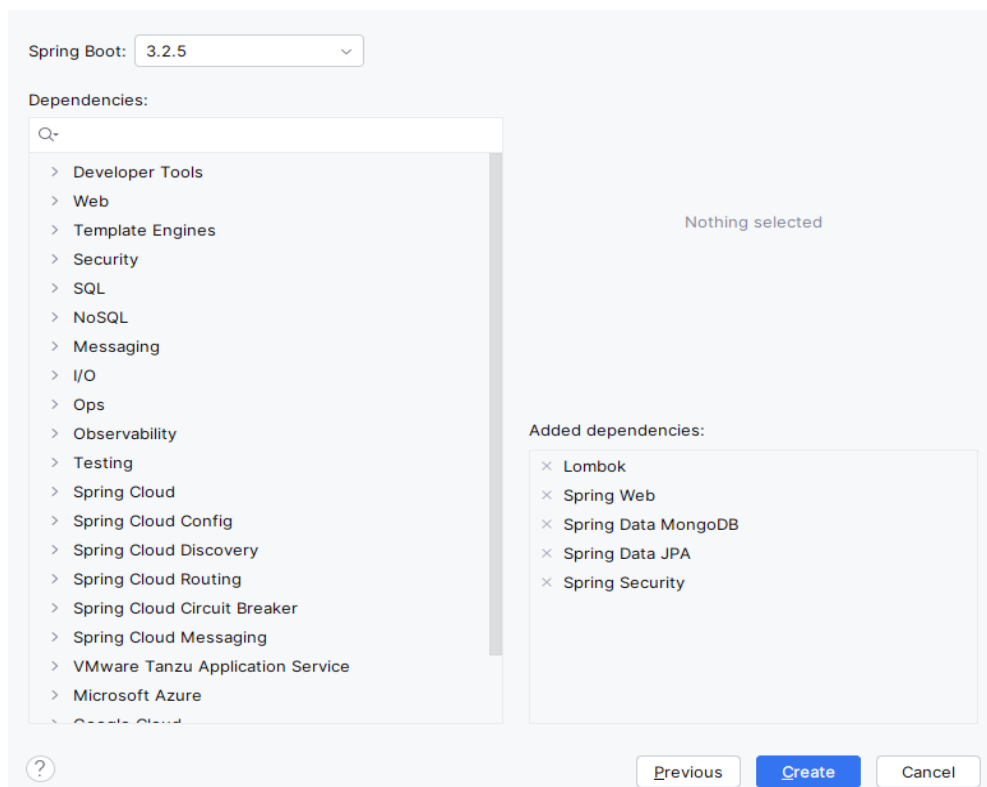 Spring Boot: 3.2.5
Dependencies:
Developer Tools
Web
Template Engines
Security
SQL
NoSQL
Messaging
I/O
Ops
Observability
Testing
Spring Cloud
Spring Cloud Config
Spring Cloud Discovery
Spring Cloud Routing
Spring Cloud Circuit Breaker
Spring Cloud Messaging
VMware Tanzu Application Service
Microsoft Azure
Google Cloud
Nothing selected
Added dependencies:
Lombok
Spring Web
Spring Data MongoDB
Spring Data JPA
Spring Security
? Previous Create Cancel